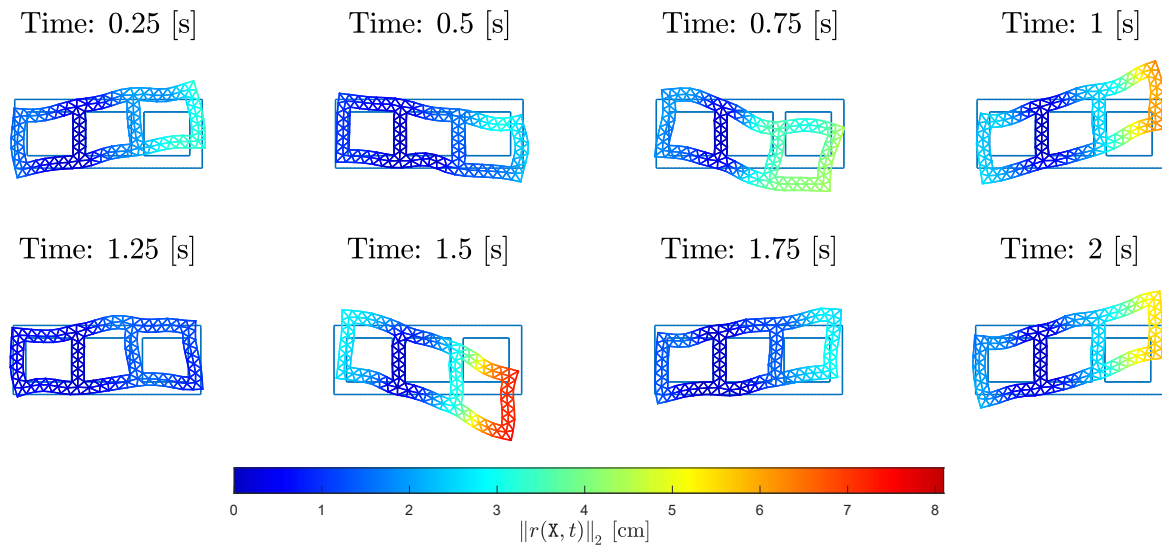 Time: 0.25 [s]
Time: 0.5 [s]
Time: 0.75 [s]
Time: 1 [s]
Time: 1.25 [s]
Time: 1.5 [s]
Time: 1.75 [s]
Time: 2 [s]
0 1 2 3 4 5 6 7 8
‖r(X, t)‖₂ [cm]